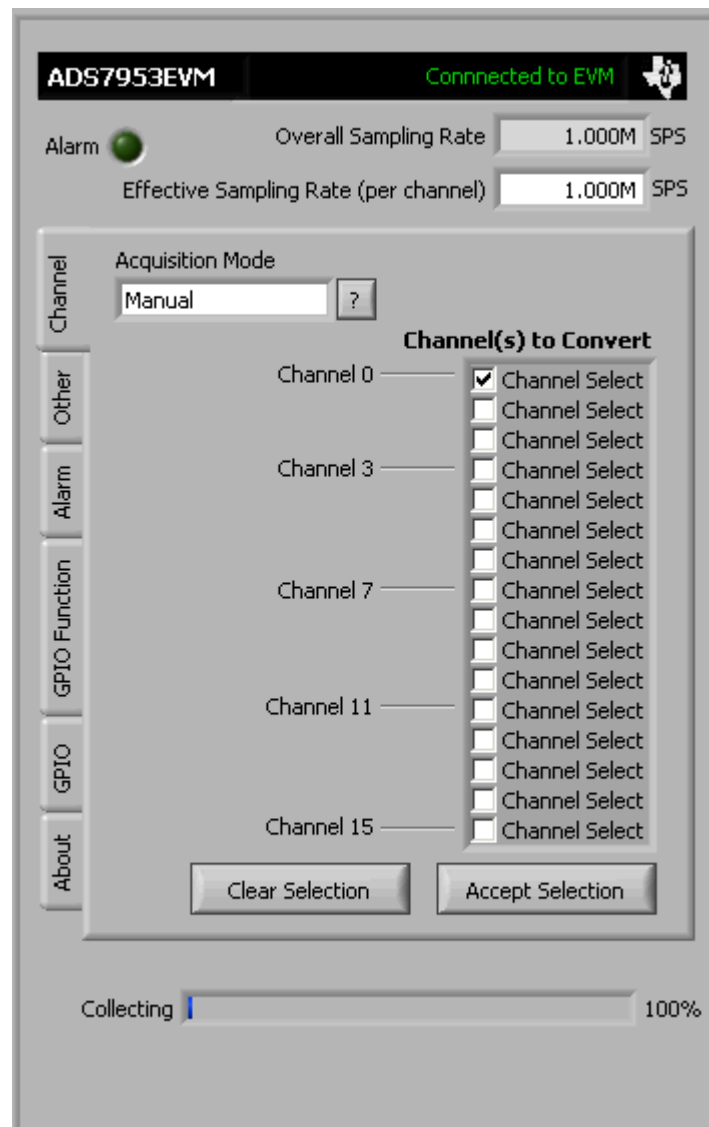 ADS7953EVM Connnected to EVM
Alarm Overall Sampling Rate 1.000M SPS
Effective Sampling Rate (per channel) 1.000M SPS
Channel
Other
Alarm
GPIO Function
GPIO
About
Acquisition Mode
Manual ?
Channel(s) to Convert
Channel 0 Channel Select
Channel Select
Channel Select
Channel 3 Channel Select
Channel Select
Channel Select
Channel Select
Channel 7 Channel Select
Channel Select
Channel Select
Channel Select
Channel 11 Channel Select
Channel Select
Channel Select
Channel Select
Channel 15 Channel Select
Clear Selection Accept Selection
Collecting 100%